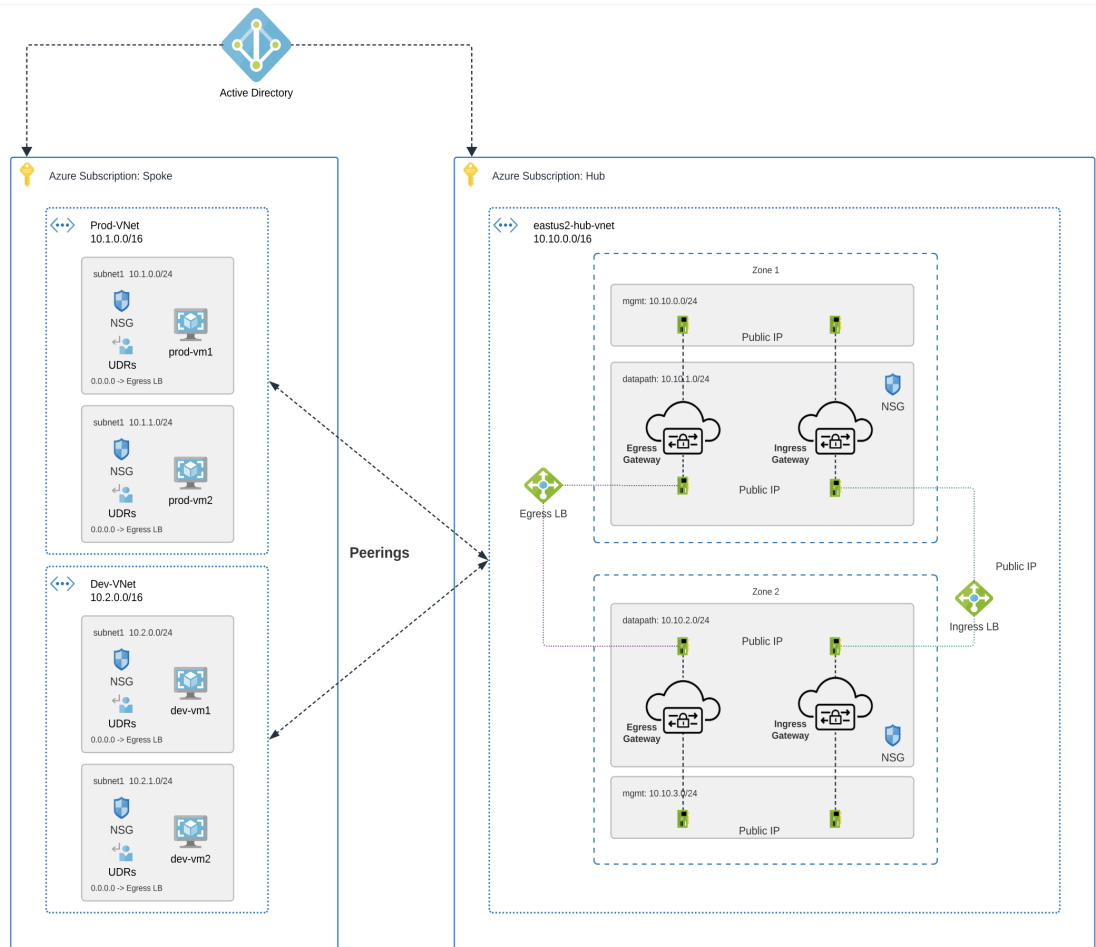 Active Directory
Azure Subscription: Spoke
Prod-VNet
10.1.0.0/16
subnet1 10.1.0.0/24
NSG
UDRs
prod-vm1
0.0.0.0 -> Egress LB
subnet1 10.1.1.0/24
NSG
UDRs
prod-vm2
0.0.0.0 -> Egress LB
Dev-VNet
10.2.0.0/16
subnet1 10.2.0.0/24
NSG
UDRs
dev-vm1
0.0.0.0 -> Egress LB
subnet1 10.2.1.0/24
NSG
UDRs
dev-vm2
0.0.0.0 -> Egress LB
Peerings
Azure Subscription: Hub
eastus2-hub-vnet
10.10.0.0/16
Zone 1
mgmt: 10.10.0.0/24
Public IP
datapath: 10.10.1.0/24
NSG
Egress
Gateway
Ingress
Gateway
Public IP
Egress LB
Public IP
Ingress LB
Zone 2
datapath: 10.10.2.0/24
Public IP
Egress
Gateway
Ingress
Gateway
NSG
mgmt: 10.10.3.0/24
Public IP